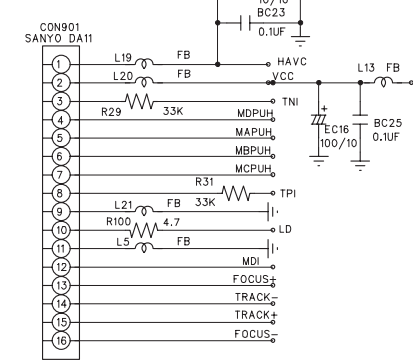 10/16
BC23
0.1UF
CON901
SANYO DA11
1 L19 FB HAVC
2 L20 FB VCC L13 FB
3 R29 33K TNI
4 MDPUH
5 MAPUH
6 MBPUH
7 MCPUH
8 R31 33K TPI
+
EC16
100/10
BC25
0.1UF
9 L21 FB
10 R100 4.7 LD
11 L5 FB
12 MDI
13 FOCUS+
14 TRACK-
15 TRACK+
16 FOCUS-